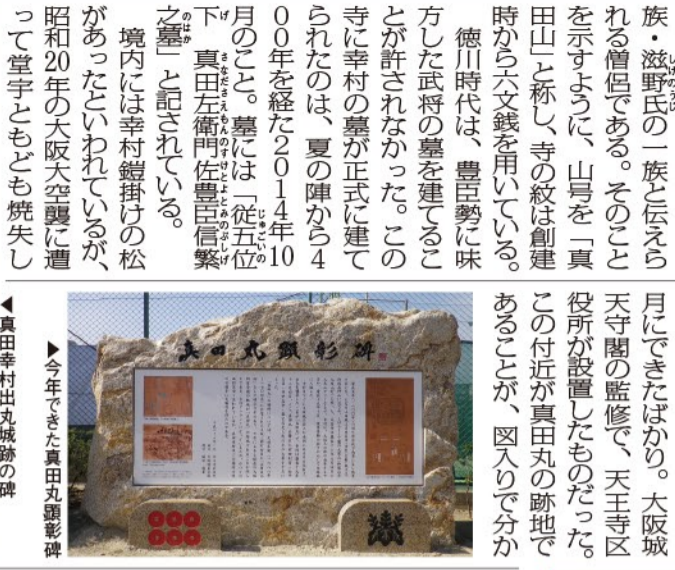 族・滋野氏の一族と伝えら
れる僧侶である。そのこと
を示すように、山号を「真
田山」と称し、寺の紋は創建
時から六文銭を用いている。
徳川時代は、豊臣勢に味
方した武将の墓を建てるこ
とが許されなかった。この
寺に幸村の墓が正式に建て
られたのは、夏の陣から4
00年を経た2014年10
月のこと。墓には「従五位
下　真田左衛門佐豊臣信繁
之墓」と記されている。
境内には幸村鎧掛けの松
があったといわれているが、
昭和20年の大阪大空襲に遭
って堂宇ともども焼失し
月にできたばかり。大阪城
天守閣の監修で、天王寺区
役所が設置したものだった。
この付近が真田丸の跡地で
あることが、図入りで分か
真田丸顕彰碑
▶今年できた真田丸顕彰碑
◀真田幸村出丸城跡の碑